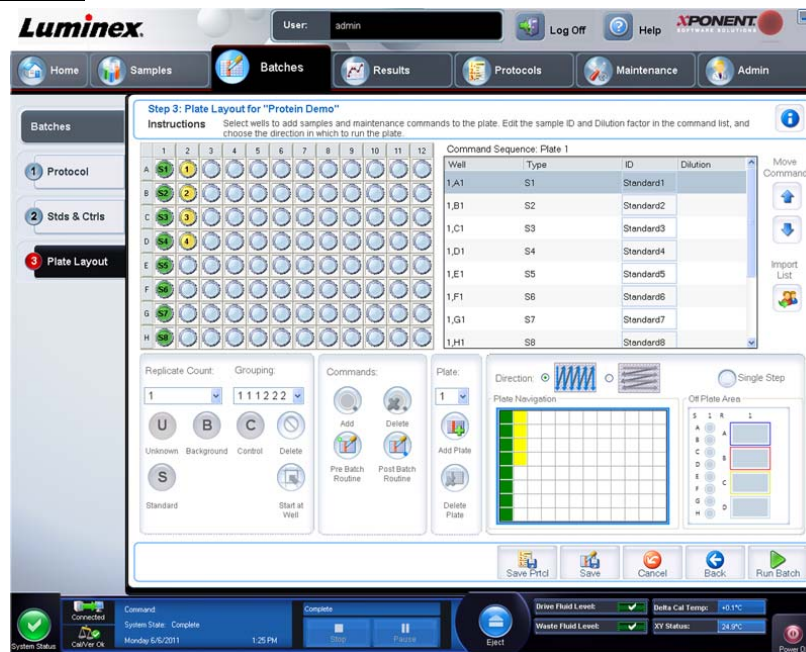 Luminex.
User: admin
Log Off
Help
XPONENT.
SOFTWARE SOLUTIONS
Home
Samples
Batches
Results
Protocols
Maintenance
Admin
Batches
1 Protocol
2 Stds & Ctrls
3 Plate Layout
Step 3: Plate Layout for "Protein Demo"
Instructions Select wells to add samples and maintenance commands to the plate. Edit the sample ID and Dilution factor in the command list, and
choose the direction in which to run the plate.
1 2 3 4 5 6 7 8 9 10 11 12
A S1 1
B S2 2
C S3 3
D S4 4
E S5
F S6
G S7
H S8
Command Sequence: Plate 1
Well Type ID Dilution
1,A1 S1 Standard1
1,B1 S2 Standard2
1,C1 S3 Standard3
1,D1 S4 Standard4
1,E1 S5 Standard5
1,F1 S6 Standard6
1,G1 S7 Standard7
1,H1 S8 Standard8
Move
Command
Import
List
Replicate Count: Grouping:
1 111222
U B C
Unknown Background Control Delete
S
Standard Start at
Well
Commands:
Add Delete
Pre Batch
Routine
Post Batch
Routine
Plate:
1
Add Plate
Delete
Plate
Direction:
Single Step
Plate Navigation
Off Plate Area
S 1 R 1
A
B
C
D
E
F
G
H
A
B
C
D
Save Prtcl
Save
Cancel
Back
Run Batch
System Status
Connected
Cal/Ver Ok
Command:
System State: Complete
Monday 6/6/2011 1:25 PM
Complete
Stop
Pause
Eject
Drive Fluid Level:
Waste Fluid Level:
Delta Cal Temp: +0.1°C
XY Status: 24.9°C